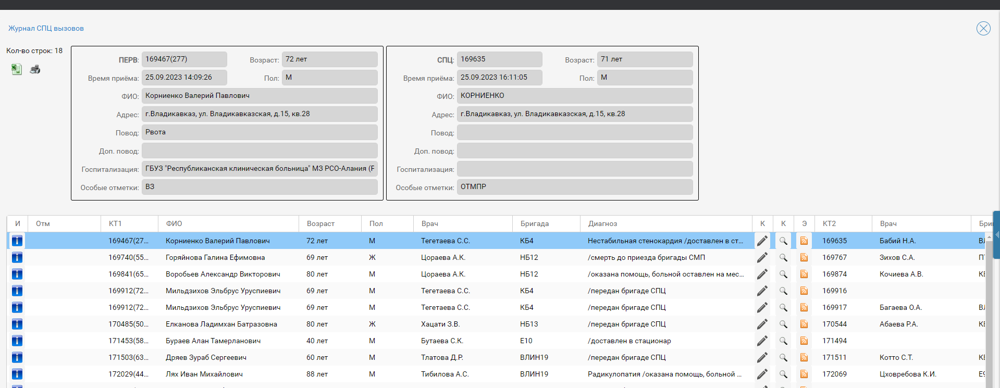 Журнал СПЦ вызовов
Кол-во строк: 18
ПЕРВ: 169467(277) Возраст: 72 лет
Время приёма: 25.09.2023 14:09:26 Пол: М
ФИО: Корниенко Валерий Павлович
Адрес: г.Владикавказ, ул. Владикавказская, д.15, кв.28
Повод: Рвота
Доп. повод:
Госпитализация: ГБУЗ "Республиканская клиническая больница" МЗ РСО-Алания (Р
Особые отметки: ВЗ
СПЦ: 169635 Возраст: 71 лет
Время приёма: 25.09.2023 16:11:05 Пол: М
ФИО: КОРНИЕНКО
Адрес: г.Владикавказ, ул. Владикавказская, д.15, кв.28
Повод:
Доп. повод:
Госпитализация:
Особые отметки: ОТМПР
И Отм КТ1 ФИО Возраст Пол Врач Бригада Диагноз К К Э КТ2 Врач Бри
169467(27... Корниенко Валерий Павлович 72 лет М Тегетаева С.С. КБ4 Нестабильная стенокардия /доставлен в ст... 169635 Бабий Н.А.
169740(55... Горяйнова Галина Ефимовна 69 лет Ж Цораева А.К. НБ12 /смерть до приезда бригады СМП 169767 Зихов С.А.
169841(65... Воробьев Александр Викторович 80 лет М Цораева А.К. НБ12 /оказана помощь, больной оставлен на мес... 169874 Кочиева А.В.
169912(72... Мильдзихов Эльбрус Уруспиевич 69 лет М Тегетаева С.С. КБ4 /передан бригаде СПЦ 169916
169912(72... Мильдзихов Эльбрус Уруспиевич 69 лет М Тегетаева С.С. КБ4 /передан бригаде СПЦ 169917 Багаева О.А.
170485(50... Елканова Ладимхан Батразовна 80 лет Ж Хацати З.В. НБ13 /передан бригаде СПЦ 170544 Абаева Р.А.
171453(58... Бураев Алан Тамерланович 40 лет М Бутаева С.К. Е10 /доставлен в стационар 171494
171503(63... Дряев Зураб Сергеевич 60 лет М Тлатова Д.Р. ВЛИН19 /передан бригаде СПЦ 171511 Котто С.Т.
172029(44... Лях Иван Михайлович 88 лет М Тибилова А.С. ВЛИН19 Радикулопатия /оказана помощь, больной ... 172069 Цховребова К.И.